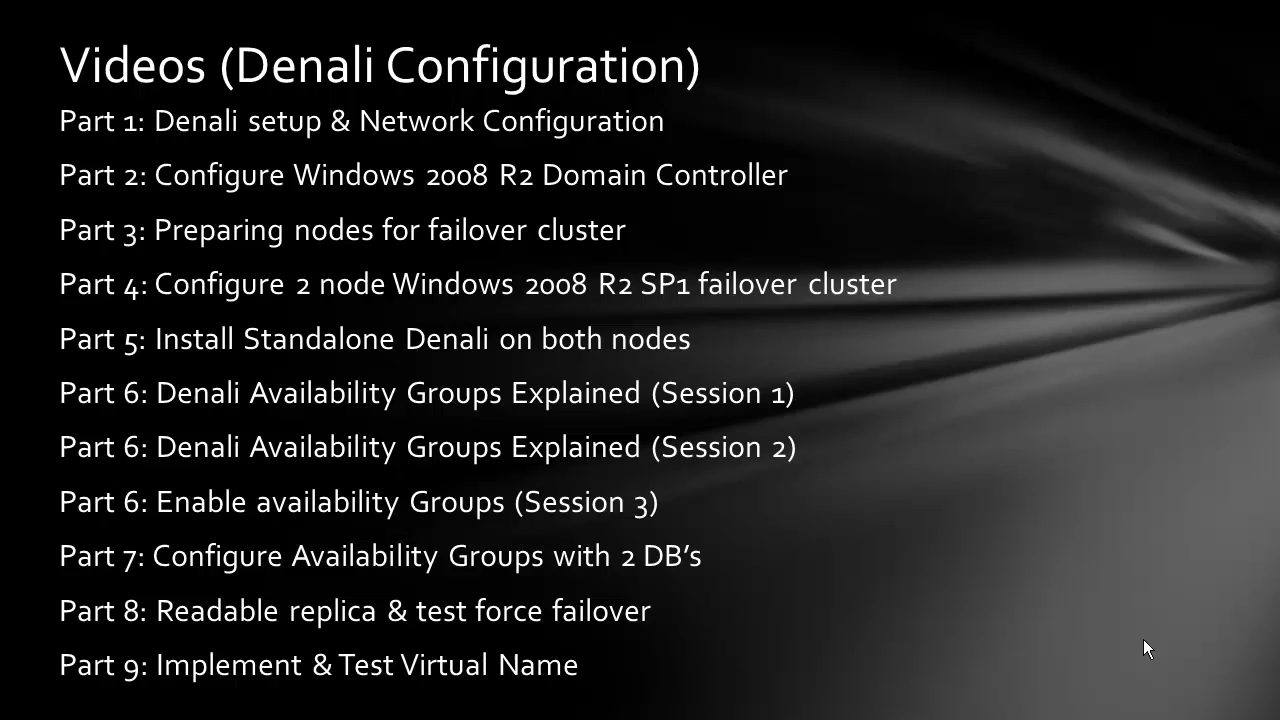 Videos (Denali Configuration)
Part 1: Denali setup & Network Configuration
Part 2: Configure Windows 2008 R2 Domain Controller
Part 3: Preparing nodes for failover cluster
Part 4: Configure 2 node Windows 2008 R2 SP1 failover cluster
Part 5: Install Standalone Denali on both nodes
Part 6: Denali Availability Groups Explained (Session 1)
Part 6: Denali Availability Groups Explained (Session 2)
Part 6: Enable availability Groups (Session 3)
Part 7: Configure Availability Groups with 2 DB’s
Part 8: Readable replica & test force failover
Part 9: Implement & Test Virtual Name